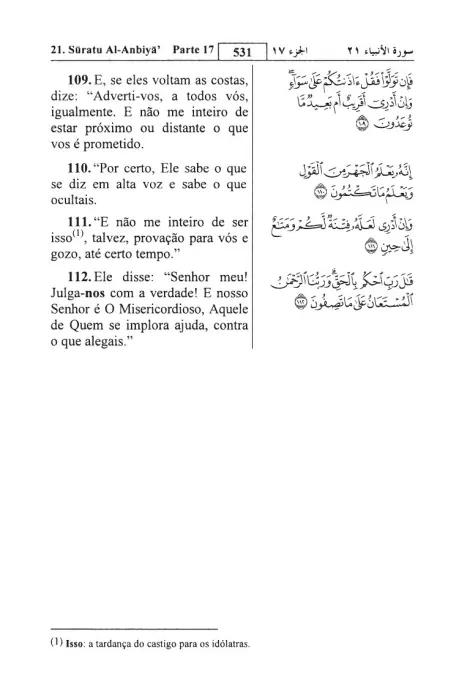 21. Sūratu Al-Anbiyā’ Parte 17 531 الجزء ١٧ سورة الأنبياء ٢١
109. E, se eles voltam as costas,
dize: “Adverti-vos, a todos vós,
igualmente. E não me inteiro de
estar próximo ou distante o que
vos é prometido.
110. “Por certo, Ele sabe o que
se diz em alta voz e sabe o que
ocultais.
111. “E não me inteiro de ser
isso(1), talvez, provação para vós e
gozo, até certo tempo.”
112. Ele disse: “Senhor meu!
Julga-nos com a verdade! E nosso
Senhor é O Misericordioso, Aquele
de Quem se implora ajuda, contra
o que alegais.”
فَإِن تَوَلَّوْاْ فَقُلْ ءَاذَنتُكُمْ عَلَىٰ سَوَآءٖۖ
وَإِنْ أَدْرِيٓ أَقَرِيبٌ أَم بَعِيدٞ مَّا
تُوعَدُونَ ١٠٩
إِنَّهُۥ يَعْلَمُ ٱلْجَهْرَ مِنَ ٱلْقَوْلِ
وَيَعْلَمُ مَا تَكْتُمُونَ ١١٠
وَإِنْ أَدْرِي لَعَلَّهُۥ فِتْنَةٞ لَّكُمْ وَمَتَٰعٌ
إِلَىٰ حِينٖ ١١١
قَٰلَ رَبِّ ٱحْكُم بِٱلْحَقِّۗ وَرَبُّنَا ٱلرَّحْمَٰنُ
ٱلْمُسْتَعَانُ عَلَىٰ مَا تَصِفُونَ ١١٢
(1) Isso: a tardança do castigo para os idólatras.